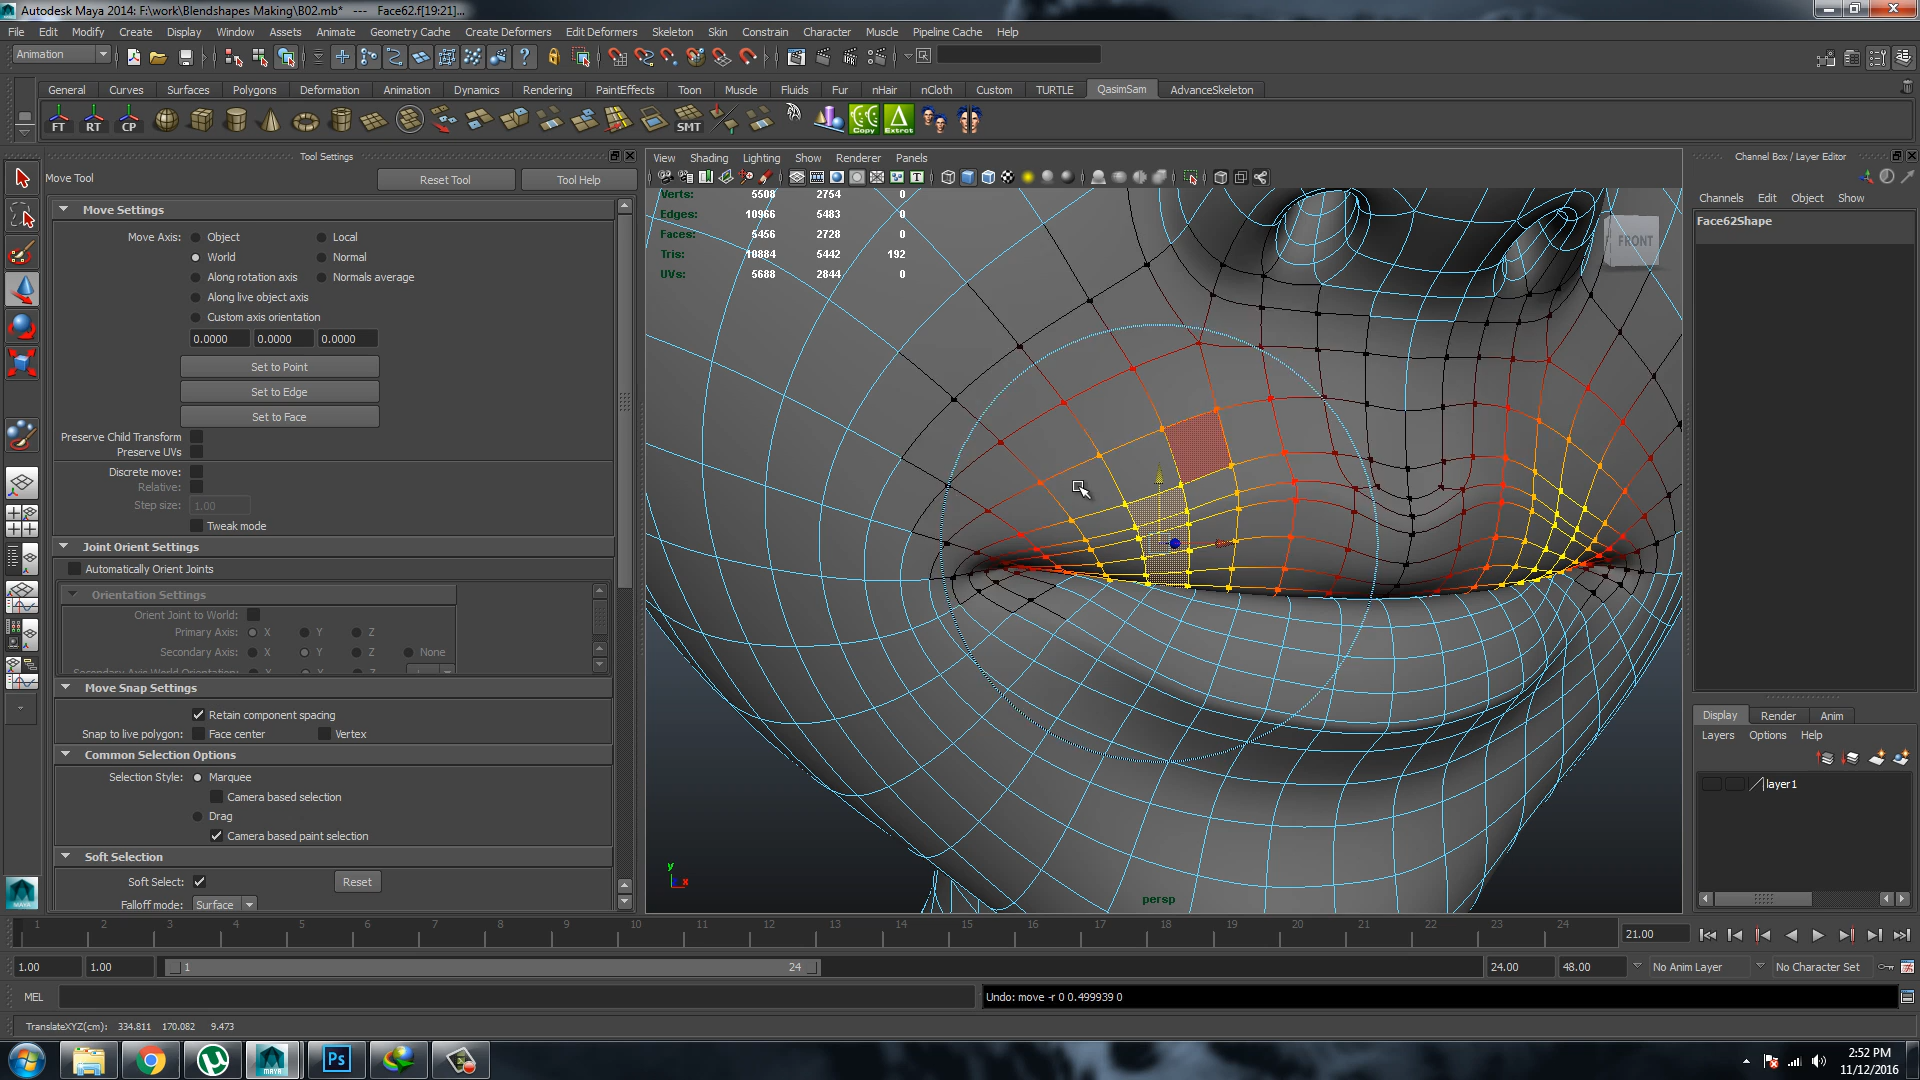 Autodesk Maya 2014: F:\work\Blendshapes Making\B02.mb*   ---   Face62.f[19:21]...
File Edit Modify Create Display Window Assets Animate Geometry Cache Create Deformers Edit Deformers Skeleton Skin Constrain Character Muscle Pipeline Cache Help
Animation
General Curves Surfaces Polygons Deformation Animation Dynamics Rendering PaintEffects Toon Muscle Fluids Fur nHair nCloth Custom TURTLE QasimSam AdvanceSkeleton
FT RT CP SMT Copy Extrct
Tool Settings
Move Tool Reset Tool Tool Help
Move Settings
Move Axis: Object Local
World Normal
Along rotation axis Normals average
Along live object axis
Custom axis orientation
0.0000 0.0000 0.0000
Set to Point
Set to Edge
Set to Face
Preserve Child Transform
Preserve UVs
Discrete move:
Relative:
Step size: 1.00
Tweak mode
Joint Orient Settings
Automatically Orient Joints
Orientation Settings
Orient Joint to World:
Primary Axis: X Y Z
Secondary Axis: X Y Z None
Secondary Axis World Orientation:
Move Snap Settings
Retain component spacing
Snap to live polygon: Face center Vertex
Common Selection Options
Selection Style: Marquee
Camera based selection
Drag
Camera based paint selection
Soft Selection
Soft Select: Reset
Falloff mode: Surface
View Shading Lighting Show Renderer Panels
Verts: 5508 2754 0
Edges: 10966 5483 0
Faces: 5456 2728 0
Tris: 10884 5442 192
UVs: 5688 2844 0
FRONT
y
x
persp
Channel Box / Layer Editor
Channels Edit Object Show
Face62Shape
Display Render Anim
Layers Options Help
layer1
1 2 3 4 5 6 7 8 9 10 11 12 13 14 15 16 17 18 19 20 21 22 23 24
21.00
1.00 1.00 1 24 24.00 48.00 No Anim Layer No Character Set
MEL Undo: move -r 0 0.499939 0
TranslateXYZ(cm): 334.811 170.082 9.473
MAYA Ps
2:52 PM
11/12/2016